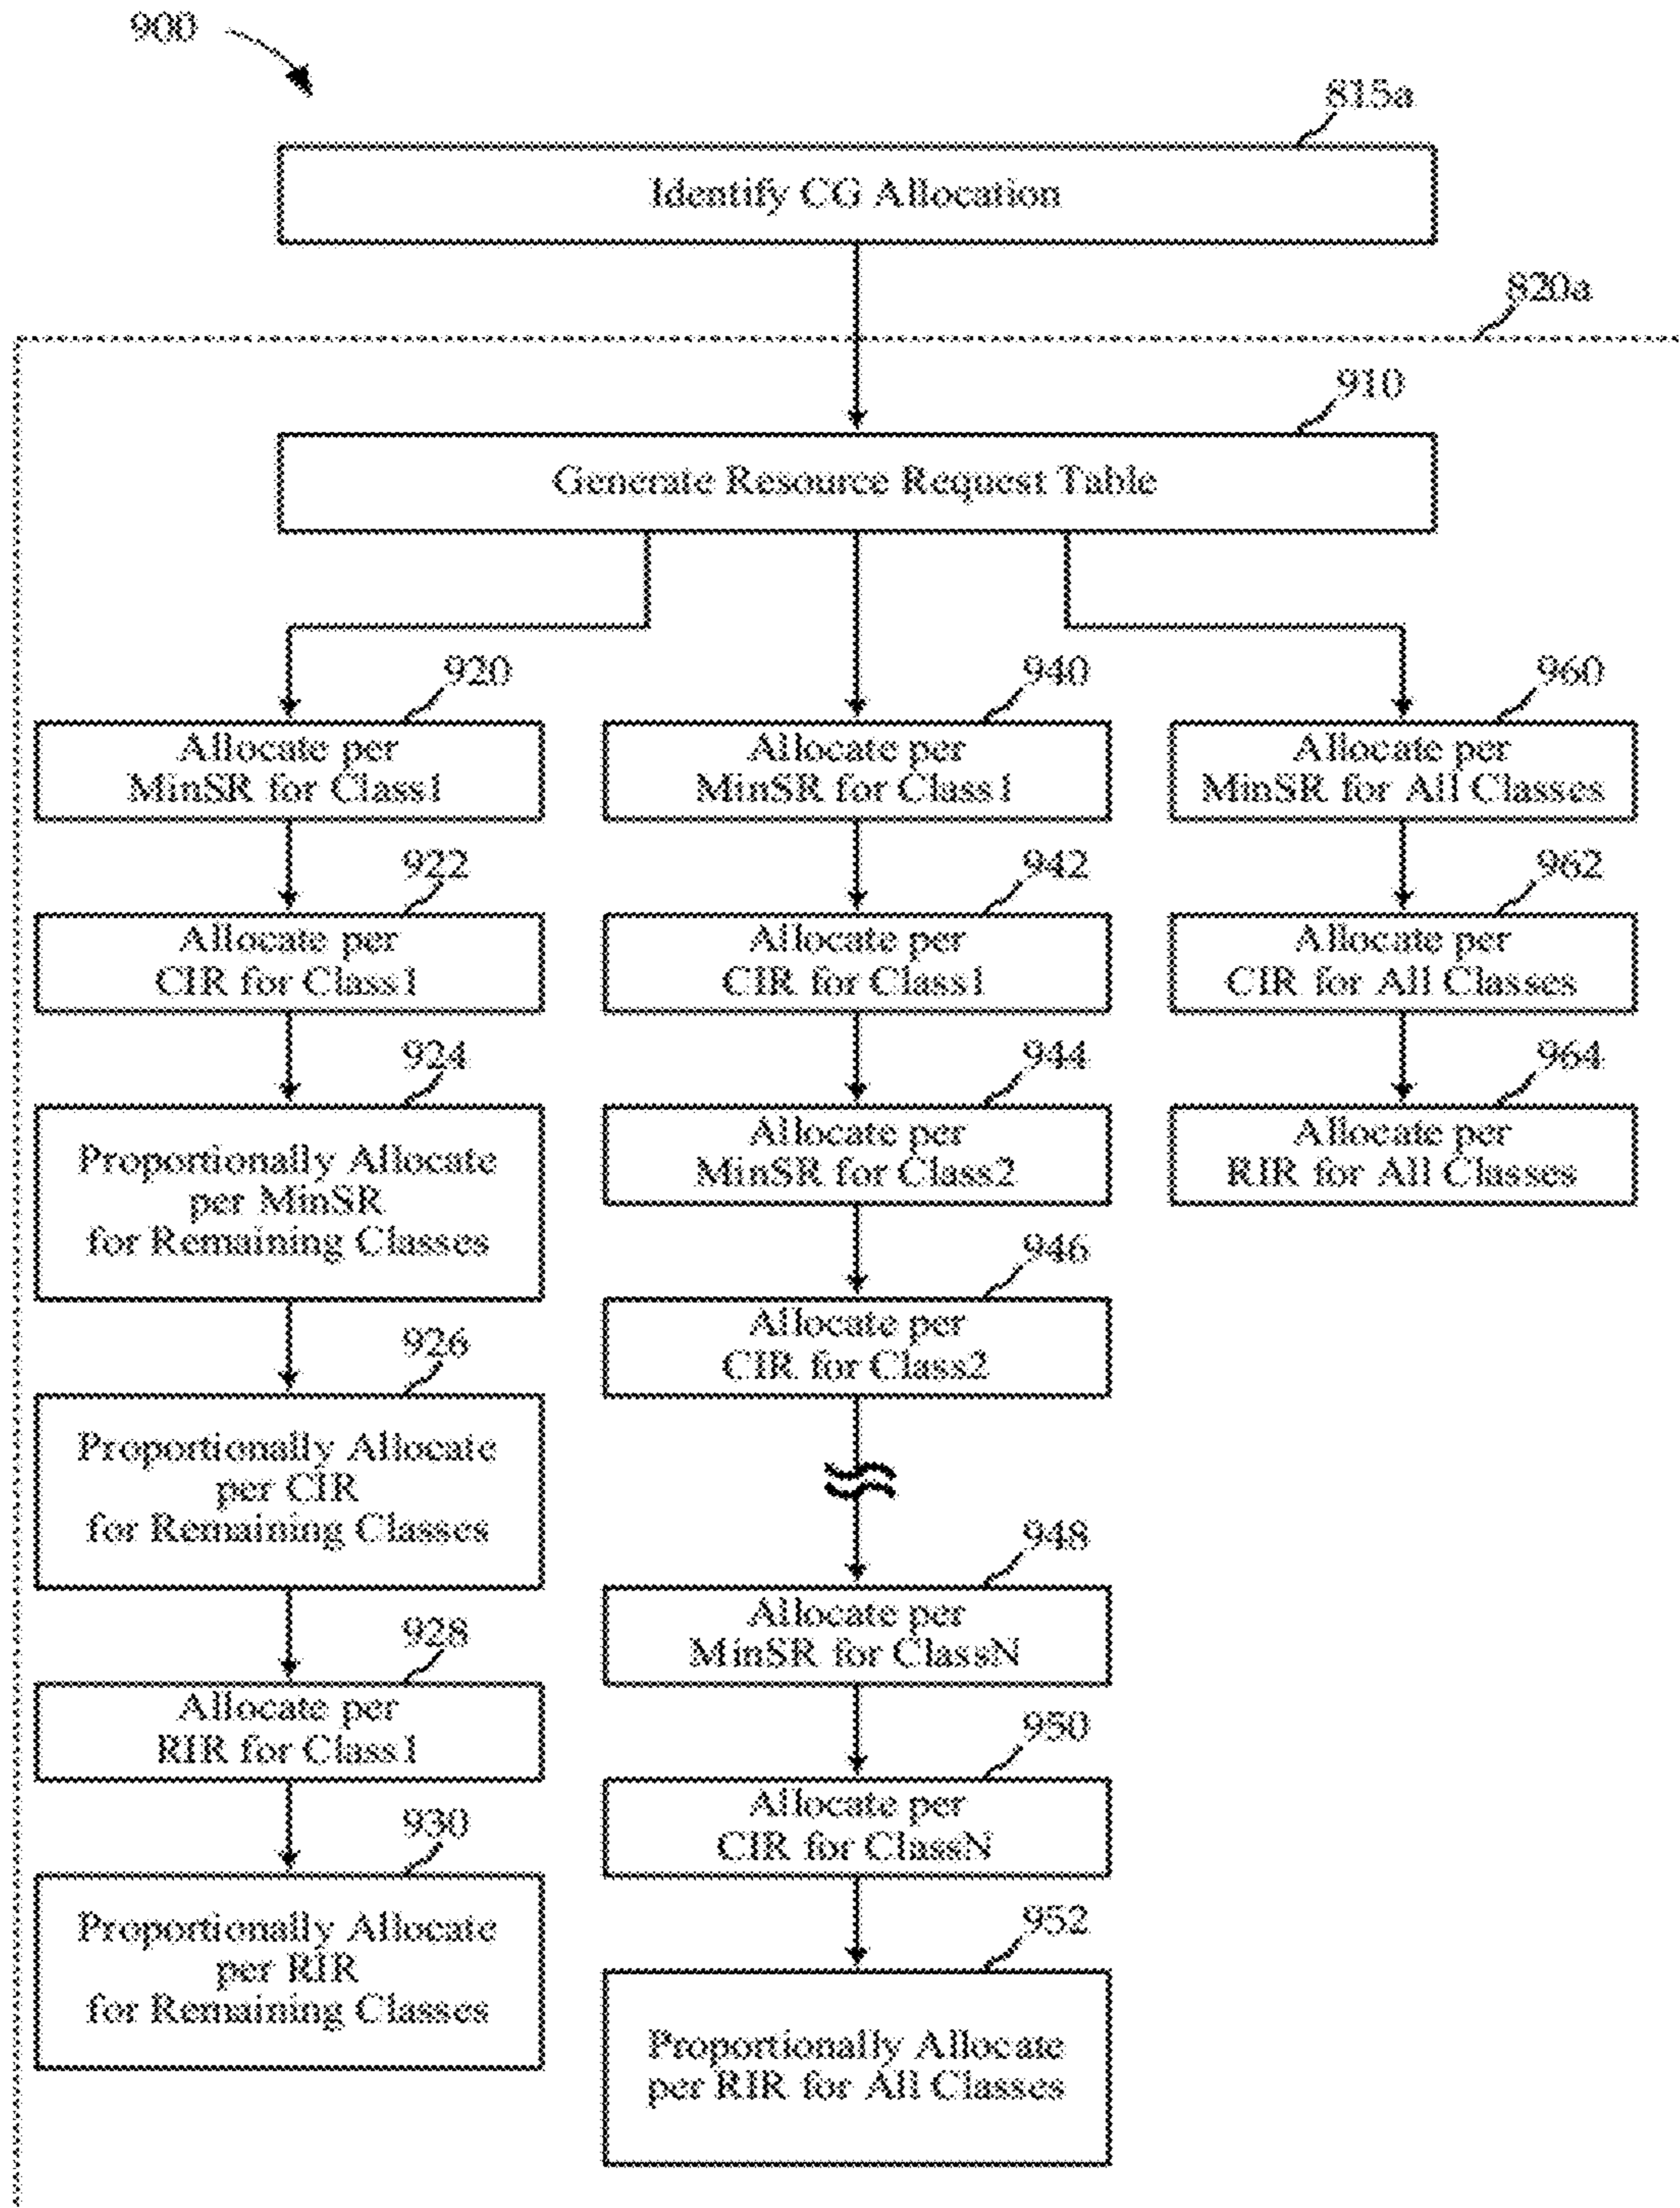 900
815a
Identify CG Allocation
820a
910
Generate Resource Request Table
920
Allocate per
MinSR for Class1
922
Allocate per
CIR for Class1
924
Proportionally Allocate
per MinSR
for Remaining Classes
926
Proportionally Allocate
per CIR
for Remaining Classes
928
Allocate per
RIR for Class1
930
Proportionally Allocate
per RIR
for Remaining Classes
940
Allocate per
MinSR for Class1
942
Allocate per
CIR for Class1
944
Allocate per
MinSR for Class2
946
Allocate per
CIR for Class2
948
Allocate per
MinSR for ClassN
950
Allocate per
CIR for ClassN
952
Proportionally Allocate
per RIR for All Classes
960
Allocate per
MinSR for All Classes
962
Allocate per
CIR for All Classes
964
Allocate per
RIR for All Classes